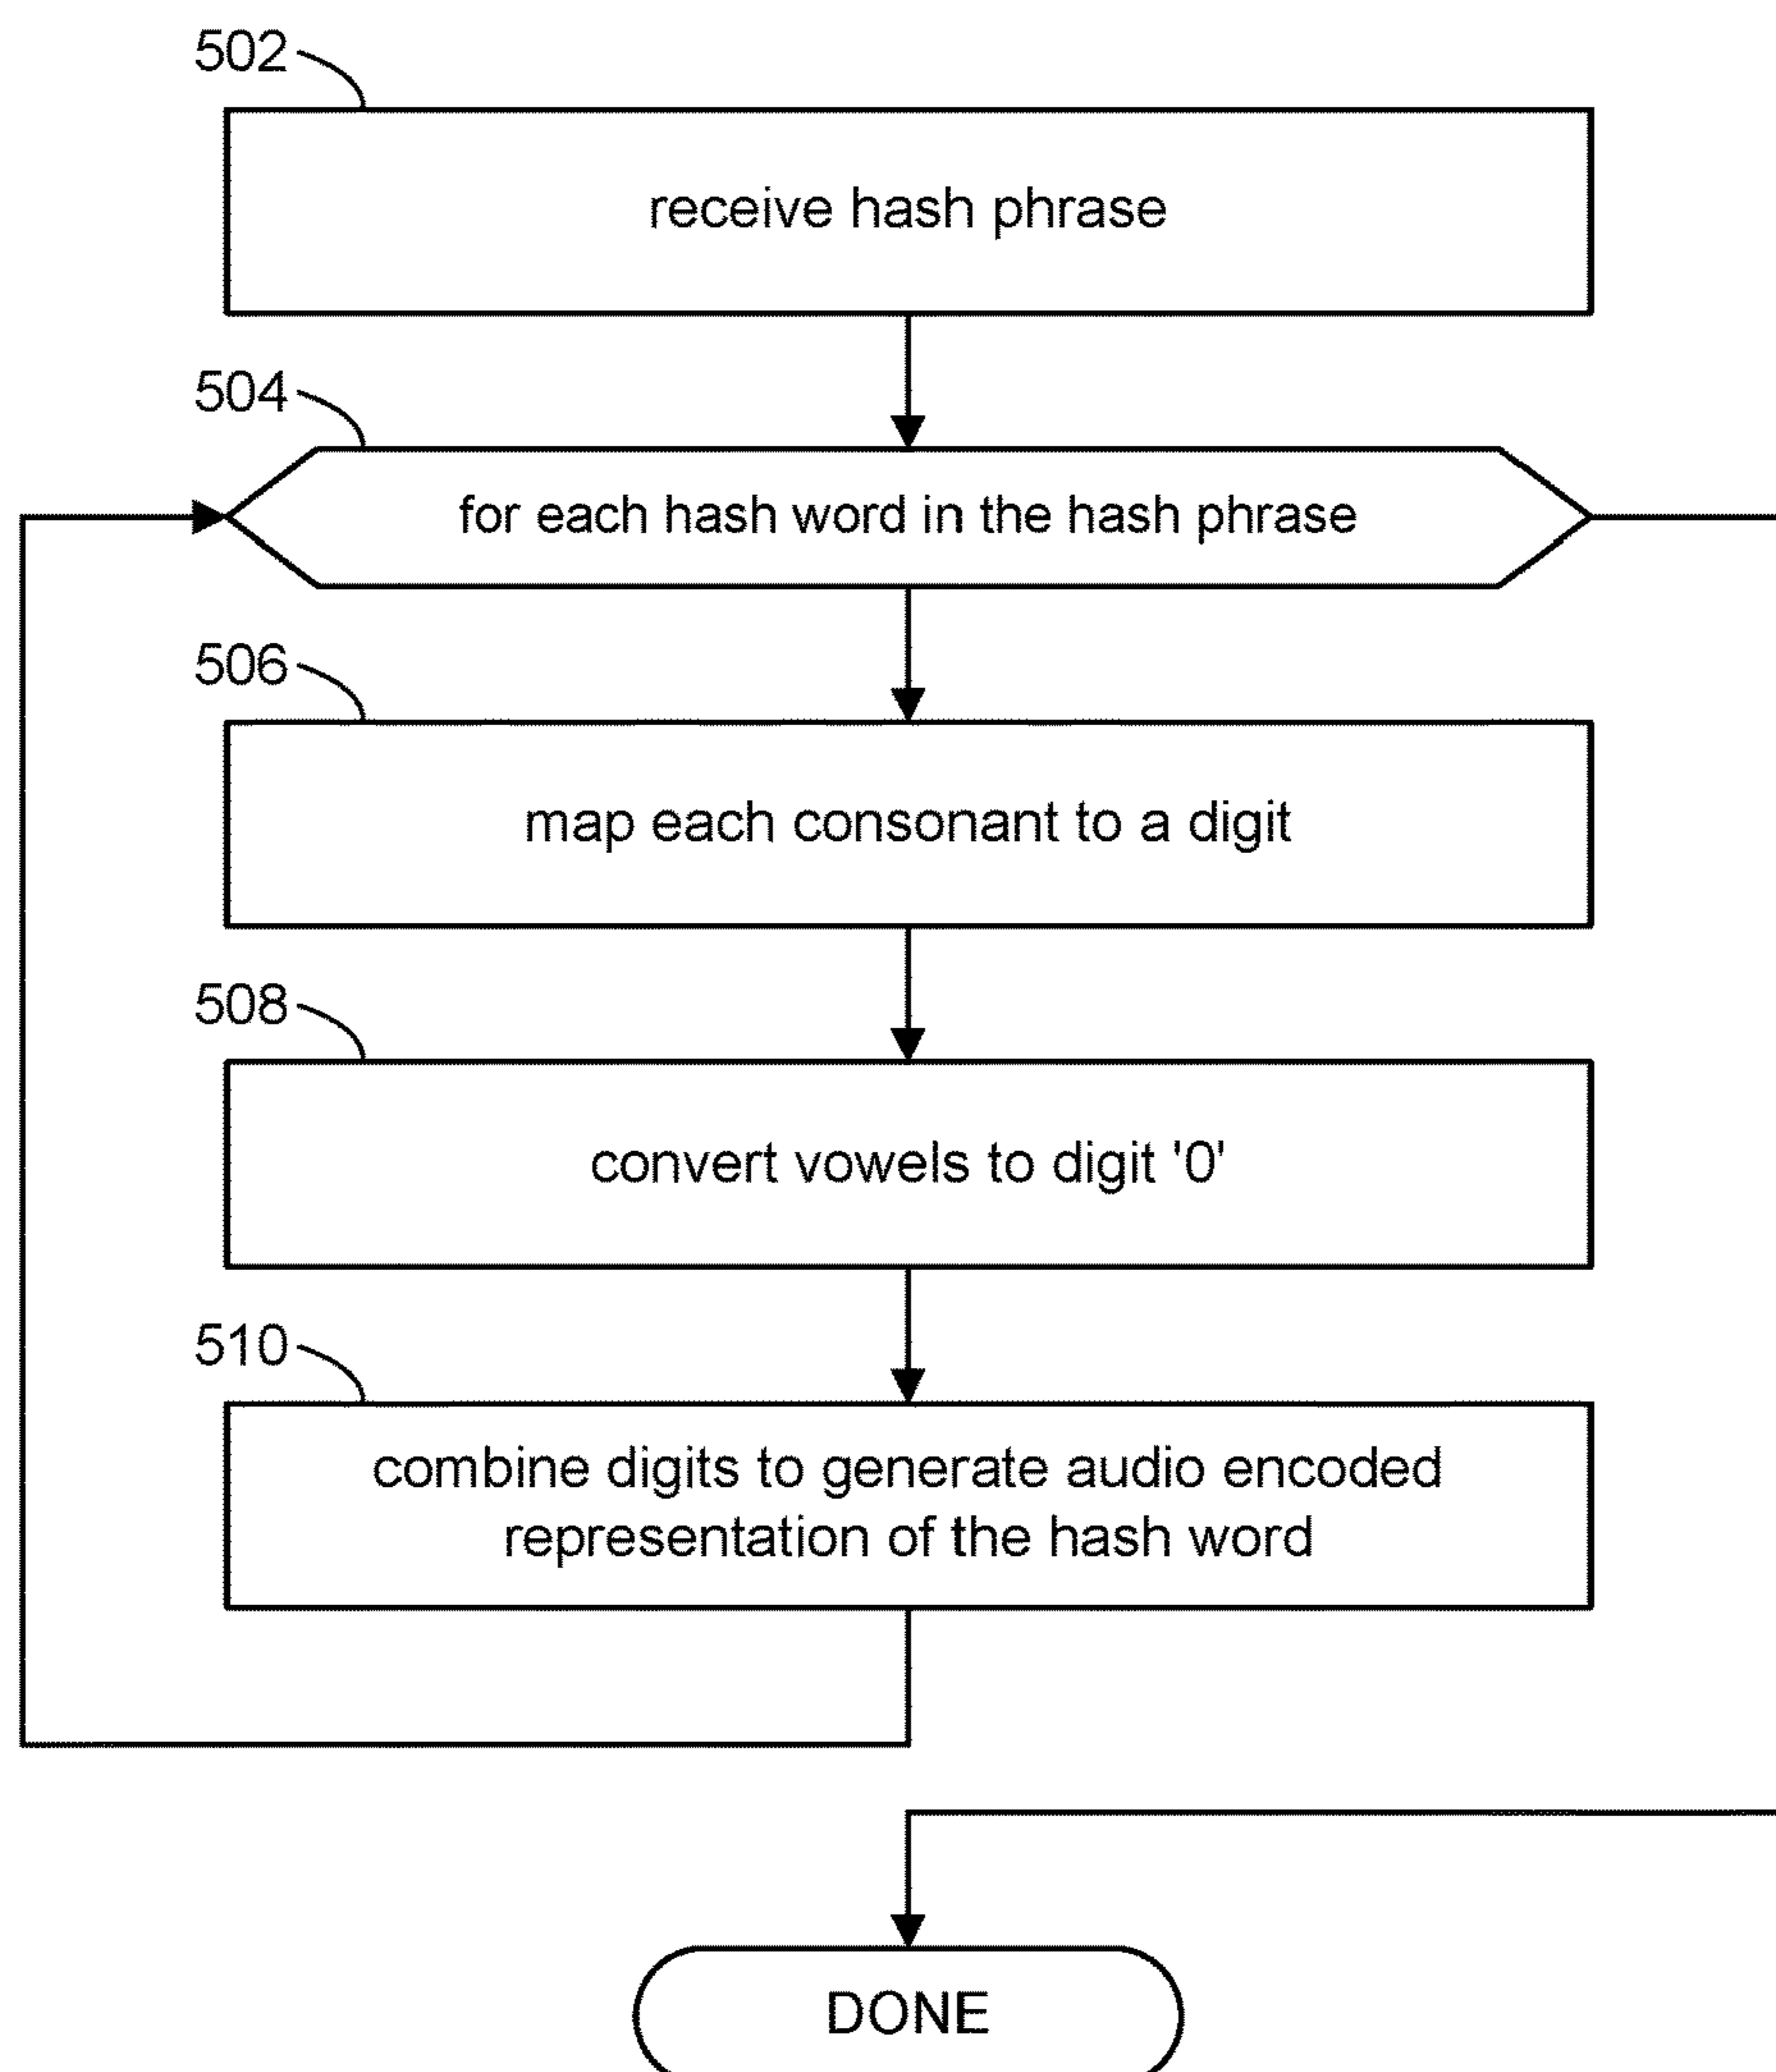 502
receive hash phrase
504
for each hash word in the hash phrase
506
map each consonant to a digit
508
convert vowels to digit '0'
510
combine digits to generate audio encoded
representation of the hash word
DONE